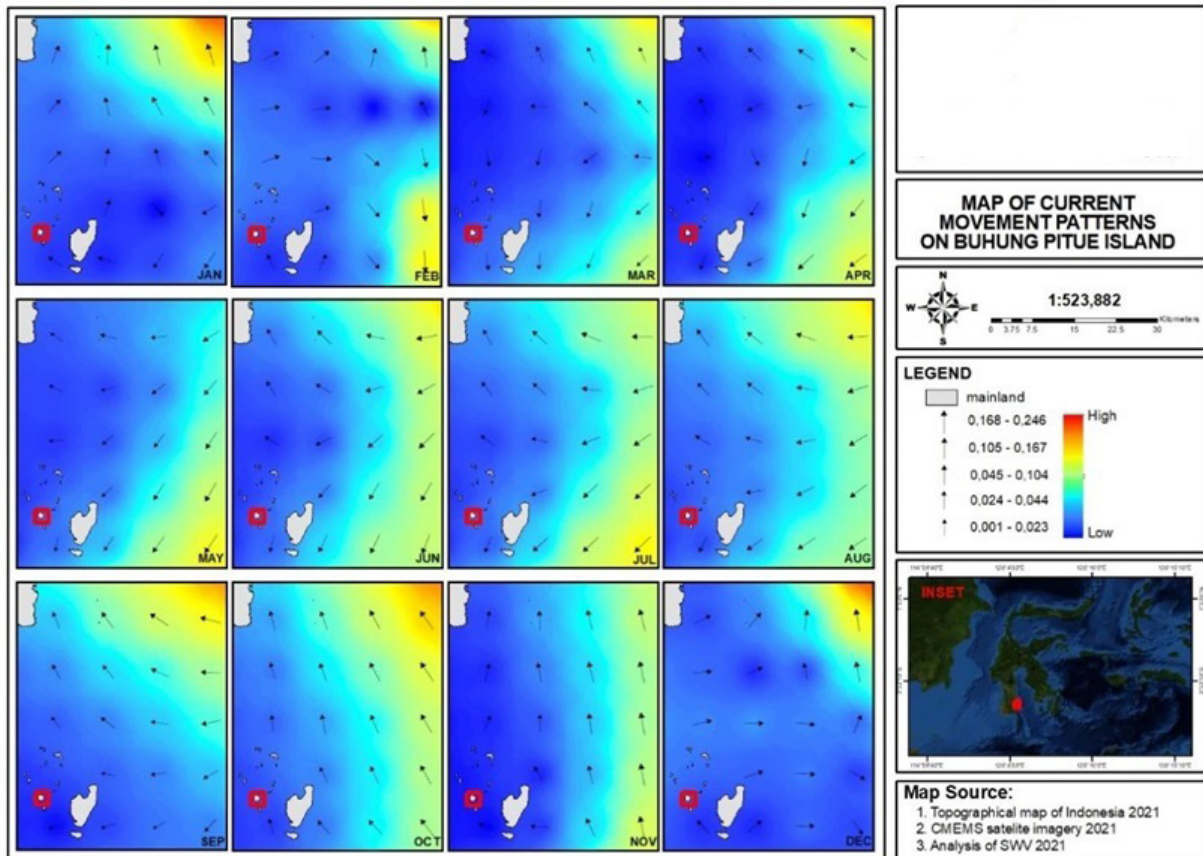 JAN
FEB
MAR
APR
MAY
JUN
JUL
AUG
SEP
OCT
NOV
DEC
MAP OF CURRENT
MOVEMENT PATTERNS
ON BUHUNG PITUE ISLAND
N
W E
S
1:523,882
Kilometers
0 3.75 7.5 15 22.5 30
LEGEND
mainland
0,168 - 0,246
0,105 - 0,167
0,045 - 0,104
0,024 - 0,044
0,001 - 0,023
High
Low
INSET
Map Source:
1. Topographical map of Indonesia 2021
2. CMEMS satelite imagery 2021
3. Analysis of SWV 2021